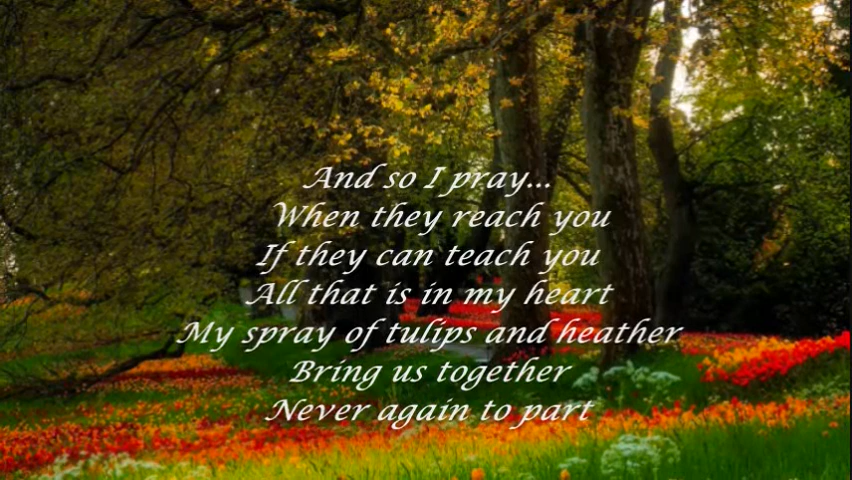 And so I pray...
When they reach you
If they can teach you
All that is in my heart
My spray of tulips and heather
Bring us together
Never again to part